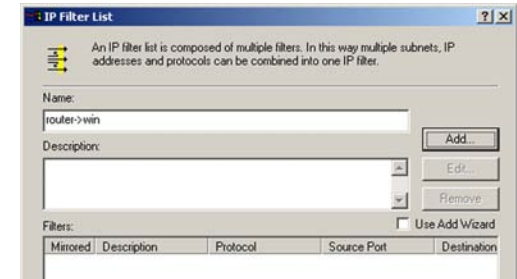 IP Filter List
An IP filter list is composed of multiple filters. In this way multiple subnets, IP
addresses and protocols can be combined into one IP filter.
Name:
router->win
Add...
Description:
Edit...
Remove
Filters:
Use Add Wizard
Mirrored Description Protocol Source Port Destination